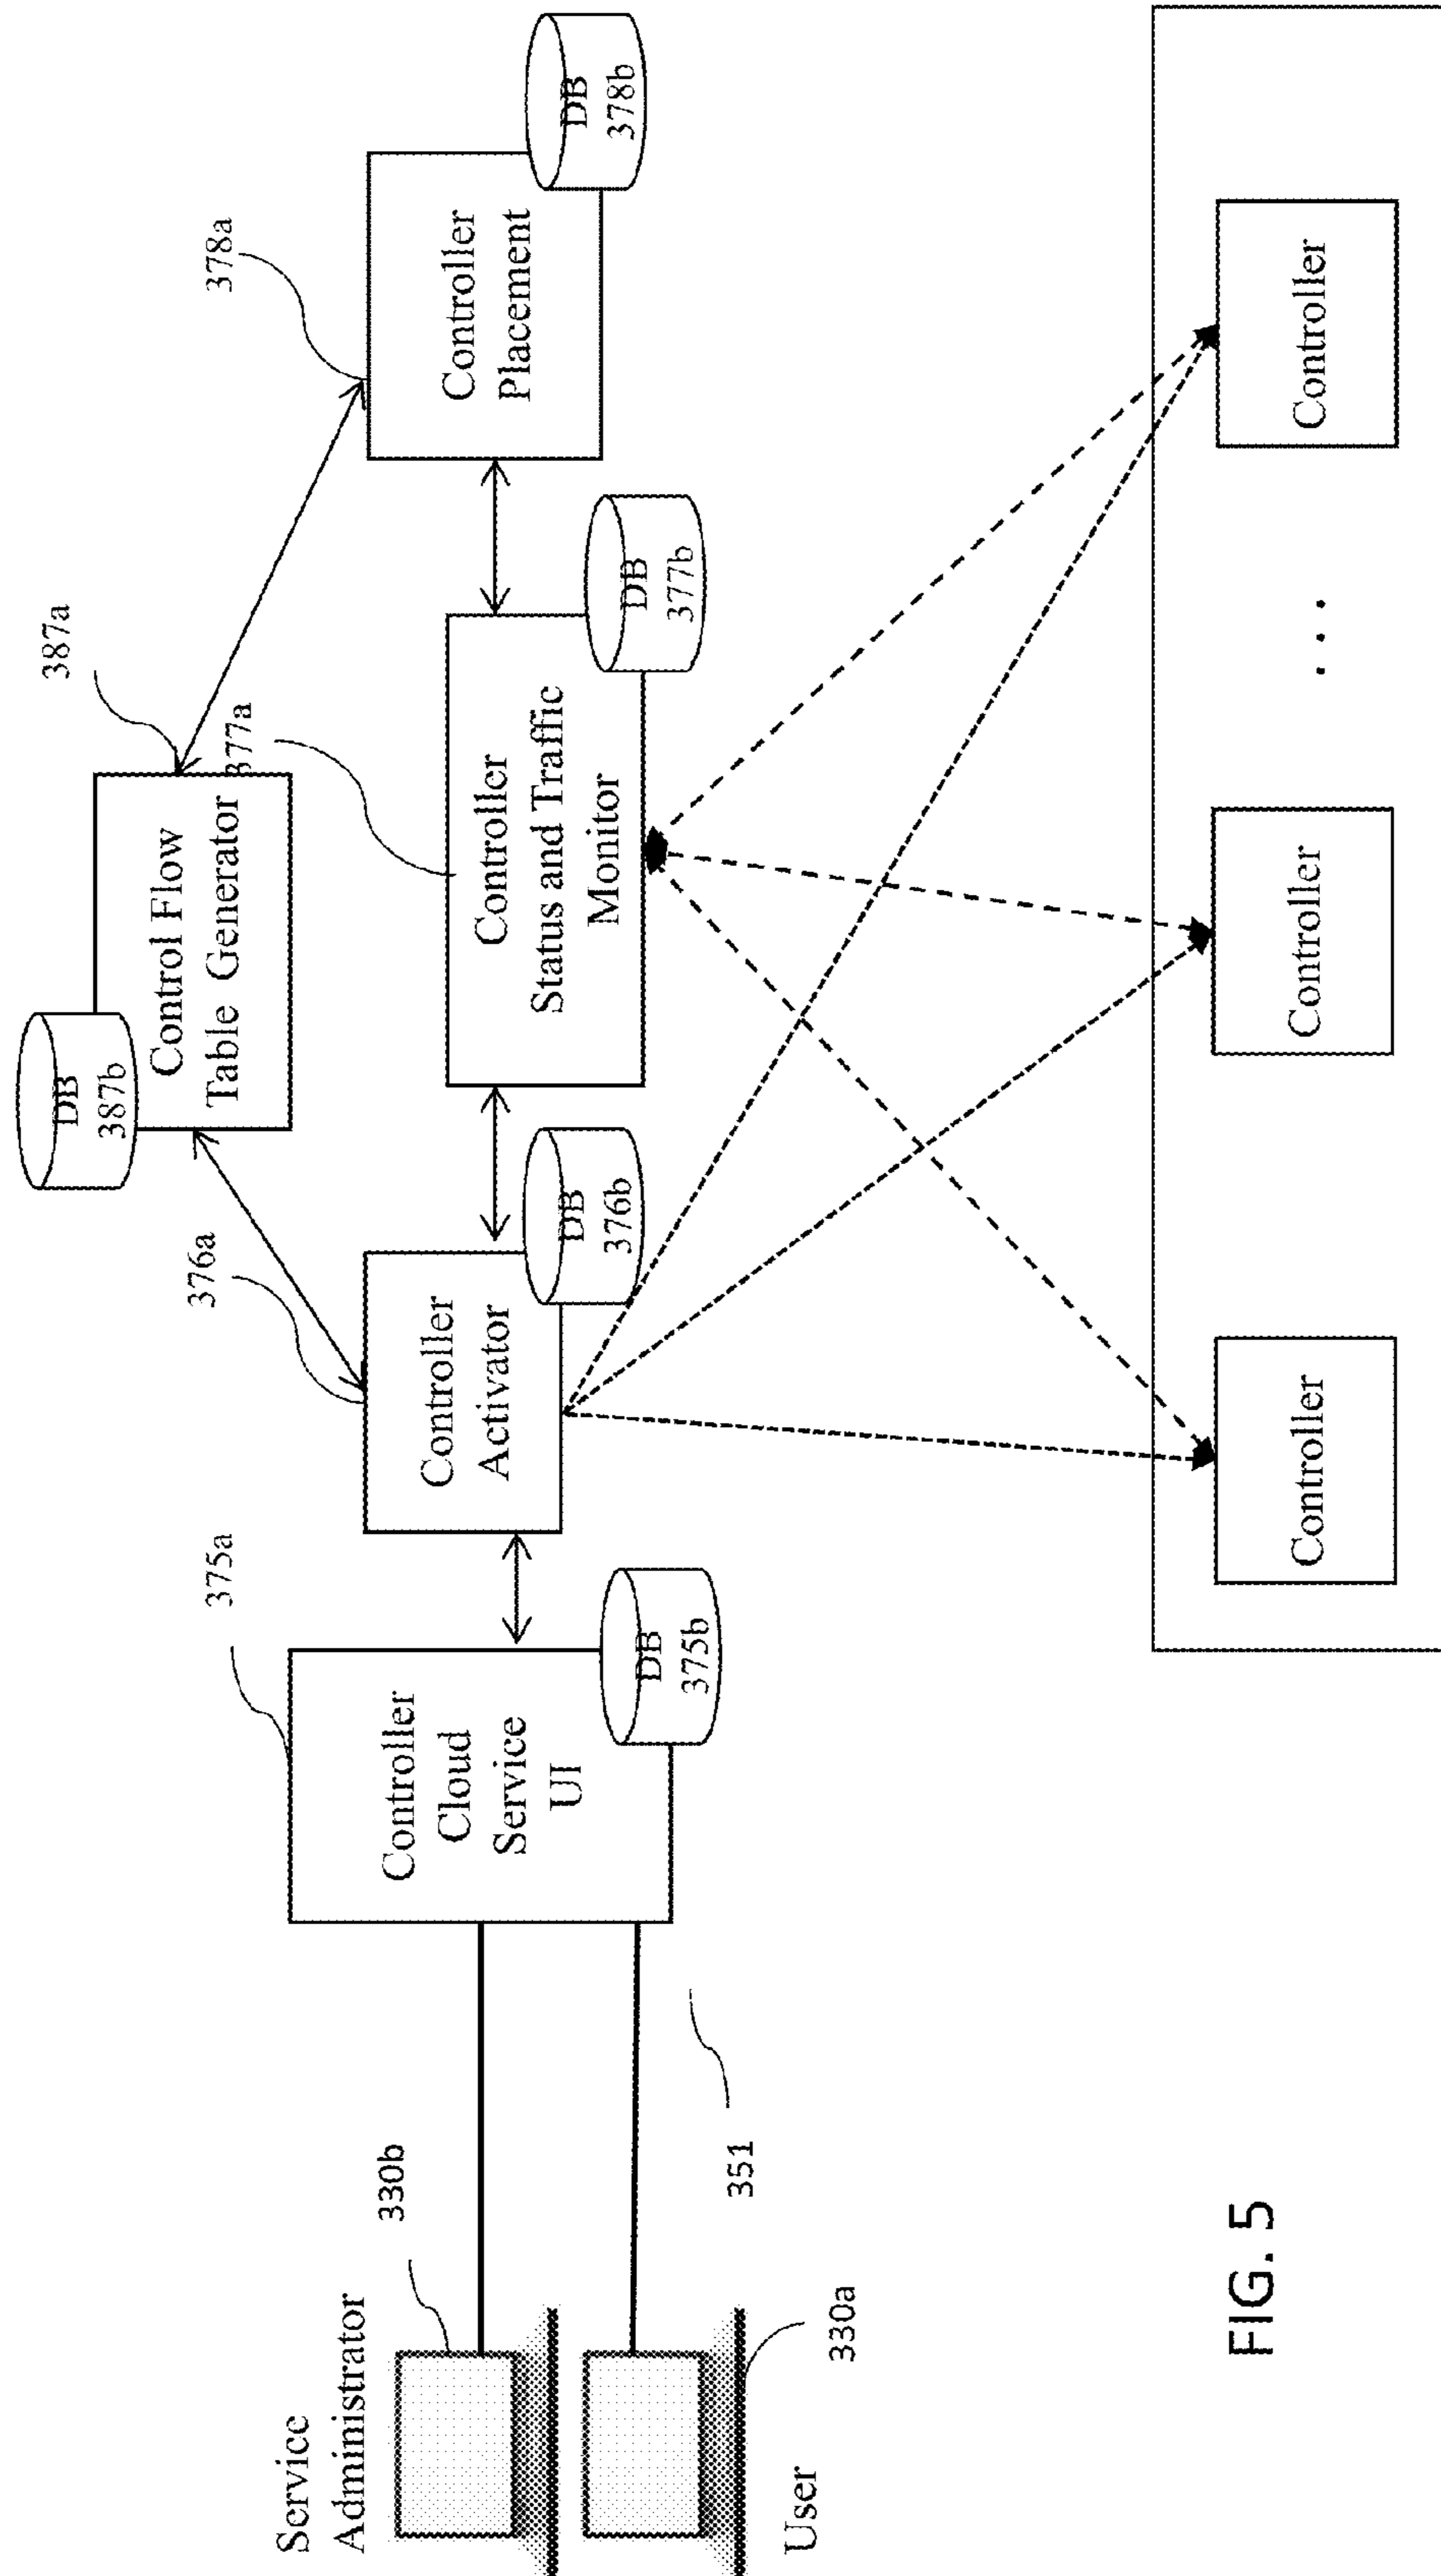 Service
Administrator
330b
User
330a
351
375a
Controller
Cloud
Service
UI
DB
375b
376a
Controller
Activator
DB
376b
DB
387b
Control Flow
Table Generator
387a
377a
Controller
Status and Traffic
Monitor
DB
377b
378a
Controller
Placement
DB
378b
Controller
Controller
. . .
Controller
FIG. 5